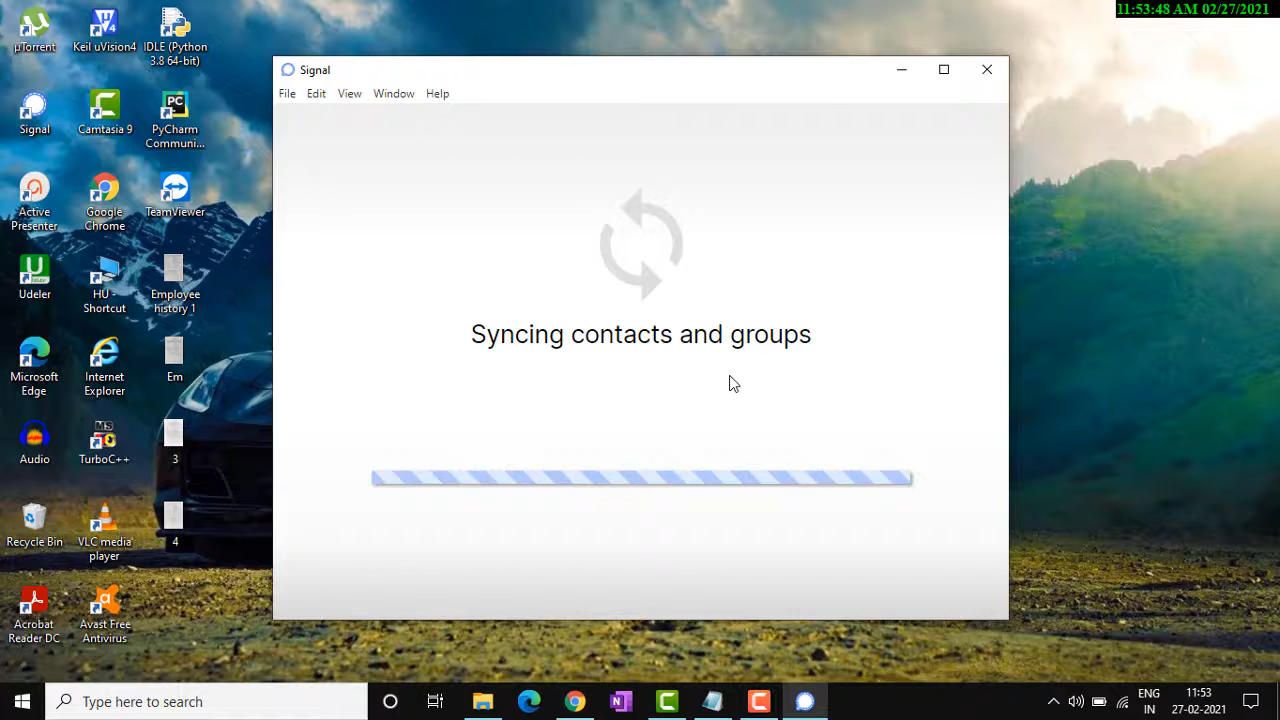 11:53:48 AM 02/27/2021
µTorrent
Keil uVision4
IDLE (Python
3.8 64-bit)
Signal
Camtasia 9
PyCharm
Communi...
Active
Presenter
Google
Chrome
TeamViewer
Udeler
HU -
Shortcut
Employee
history 1
Microsoft
Edge
Internet
Explorer
Em
Audio
TurboC++
3
Recycle Bin
VLC media
player
4
Acrobat
Reader DC
Avast Free
Antivirus
Signal
File Edit View Window Help
Syncing contacts and groups
Type here to search
ENG
IN
11:53
27-02-2021